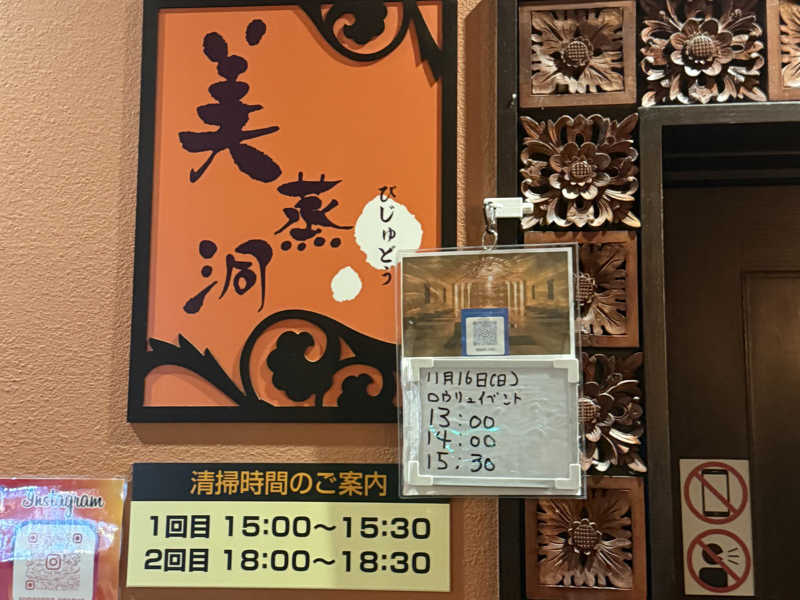 美蒸洞
びじゅどう
11月16日(日)
ロウリュイベント
13:00
14:00
15:30
清掃時間のご案内
1回目 15:00～15:30
2回目 18:00～18:30
Instagram